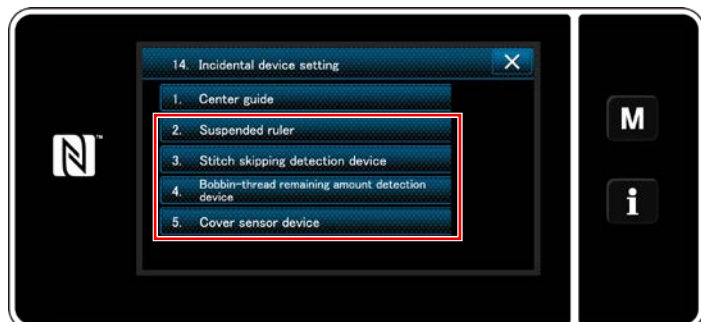 14. Incidental device setting
1. Center guide
2. Suspended ruler
3. Stitch skipping detection device
4. Bobbin-thread remaining amount detection
device
5. Cover sensor device
M
i
N